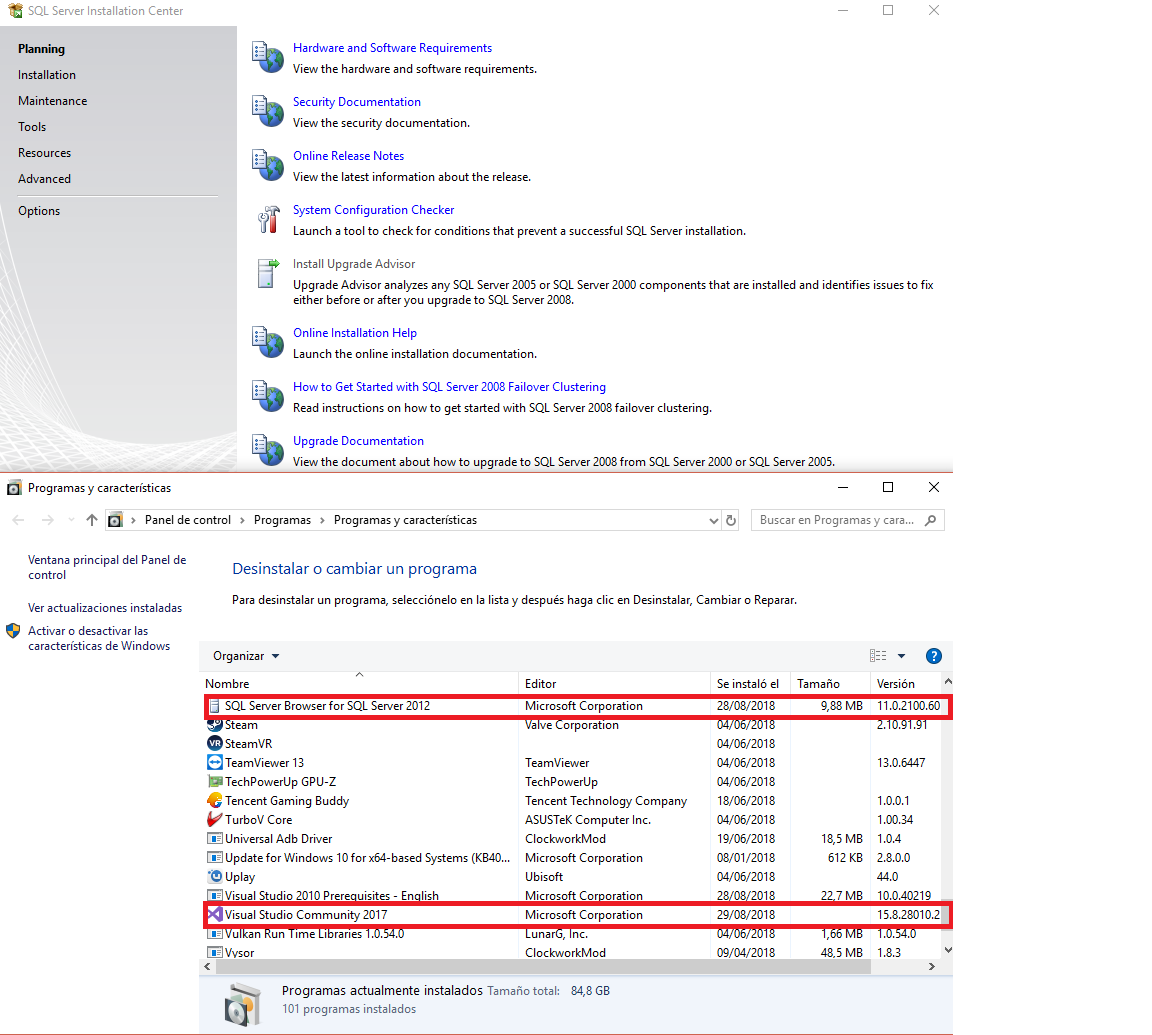 SQL Server Installation Center
Planning
Installation
Maintenance
Tools
Resources
Advanced
Options
Hardware and Software Requirements
View the hardware and software requirements.
Security Documentation
View the security documentation.
Online Release Notes
View the latest information about the release.
System Configuration Checker
Launch a tool to check for conditions that prevent a successful SQL Server installation.
Install Upgrade Advisor
Upgrade Advisor analyzes any SQL Server 2005 or SQL Server 2000 components that are installed and identifies issues to fix
either before or after you upgrade to SQL Server 2008.
Online Installation Help
Launch the online installation documentation.
How to Get Started with SQL Server 2008 Failover Clustering
Read instructions on how to get started with SQL Server 2008 failover clustering.
Upgrade Documentation
View the document about how to upgrade to SQL Server 2008 from SQL Server 2000 or SQL Server 2005.
Programas y características
Panel de control > Programas > Programas y características
Buscar en Programas y cara...
Ventana principal del Panel de
control
Ver actualizaciones instaladas
Activar o desactivar las
características de Windows
Desinstalar o cambiar un programa
Para desinstalar un programa, selecciónelo en la lista y después haga clic en Desinstalar, Cambiar o Reparar.
Organizar
Nombre Editor Se instaló el Tamaño Versión
SQL Server Browser for SQL Server 2012 Microsoft Corporation 28/08/2018 9,88 MB 11.0.2100.60
Steam Valve Corporation 04/06/2018 2.10.91.91
VR SteamVR 04/06/2018
TeamViewer 13 TeamViewer 04/06/2018 13.0.6447
TechPowerUp GPU-Z TechPowerUp 04/06/2018
Tencent Gaming Buddy Tencent Technology Company 18/06/2018 1.0.0.1
TurboV Core ASUSTeK Computer Inc. 04/06/2018 1.00.34
Universal Adb Driver ClockworkMod 19/06/2018 18,5 MB 1.0.4
Update for Windows 10 for x64-based Systems (KB40... Microsoft Corporation 08/01/2018 612 KB 2.8.0.0
Uplay Ubisoft 04/06/2018 44.0
Visual Studio 2010 Prerequisites - English Microsoft Corporation 28/08/2018 22,7 MB 10.0.40219
Visual Studio Community 2017 Microsoft Corporation 29/08/2018 15.8.28010.2
Vulkan Run Time Libraries 1.0.54.0 LunarG, Inc. 04/06/2018 1,66 MB 1.0.54.0
Vysor ClockworkMod 09/04/2018 48,5 MB 1.8.3
Programas actualmente instalados Tamaño total: 84,8 GB
101 programas instalados